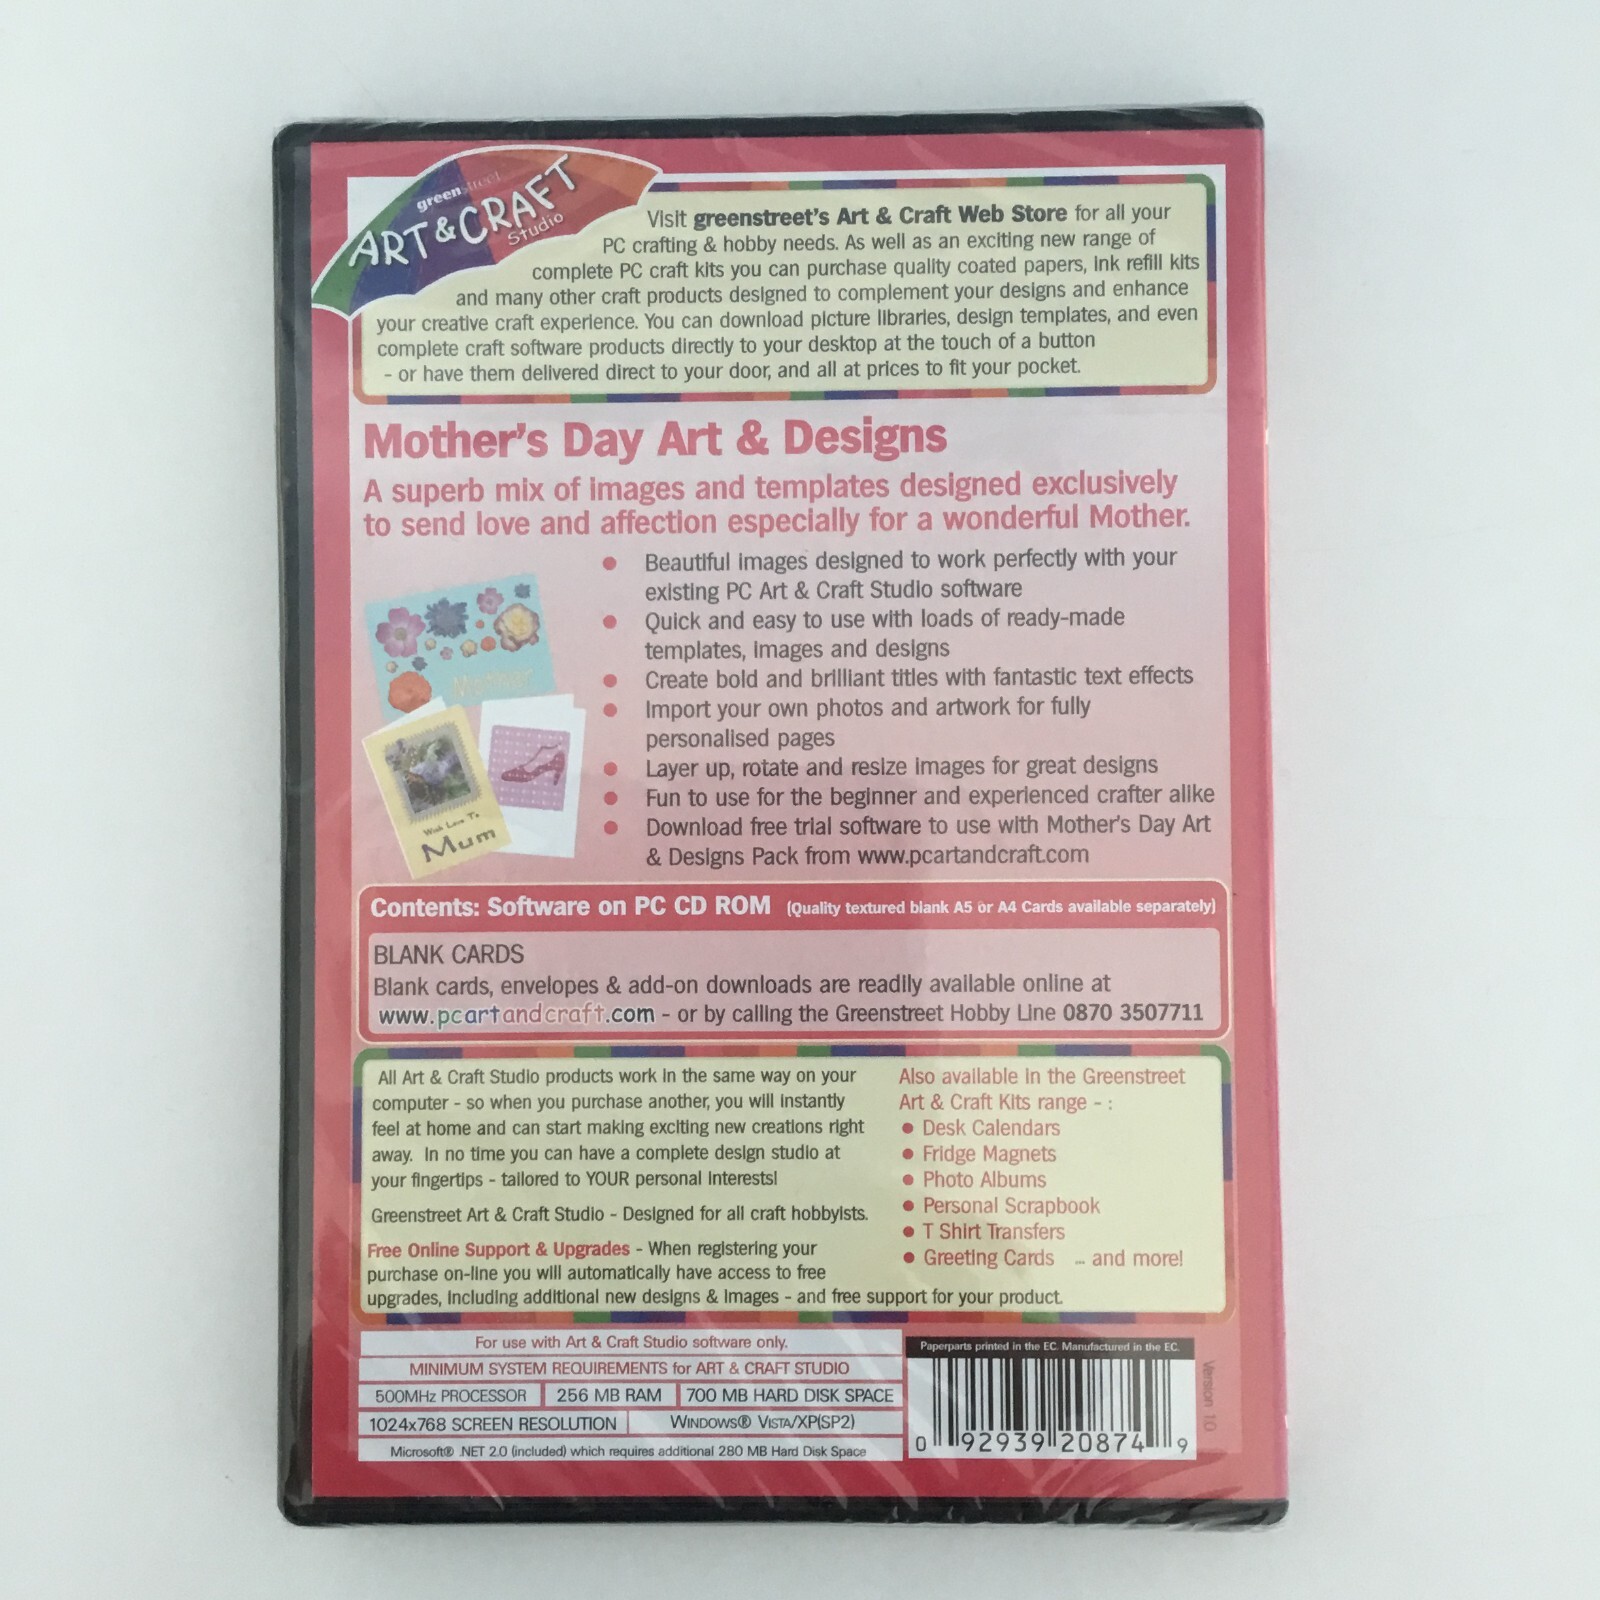 greenstreet
ART & CRAFT
Studio
Visit greenstreet's Art & Craft Web Store for all your
PC crafting & hobby needs. As well as an exciting new range of
complete PC craft kits you can purchase quality coated papers, Ink refill kits
and many other craft products designed to complement your designs and enhance
your creative craft experience. You can download picture libraries, design templates, and even
complete craft software products directly to your desktop at the touch of a button
- or have them delivered direct to your door, and all at prices to fit your pocket.
Mother's Day Art & Designs
A superb mix of images and templates designed exclusively
to send love and affection especially for a wonderful Mother.
• Beautiful images designed to work perfectly with your
existing PC Art & Craft Studio software
• Quick and easy to use with loads of ready-made
templates, images and designs
• Create bold and brilliant titles with fantastic text effects
• Import your own photos and artwork for fully
personalised pages
• Layer up, rotate and resize images for great designs
• Fun to use for the beginner and experienced crafter alike
• Download free trial software to use with Mother's Day Art
& Designs Pack from www.pcartandcraft.com
Mother
With Love To
Mum
Contents: Software on PC CD ROM (Quality textured blank A5 or A4 Cards available separately)
BLANK CARDS
Blank cards, envelopes & add-on downloads are readily available online at
www.pcartandcraft.com - or by calling the Greenstreet Hobby Line 0870 3507711
All Art & Craft Studio products work in the same way on your
computer - so when you purchase another, you will instantly
feel at home and can start making exciting new creations right
away. In no time you can have a complete design studio at
your fingertips - tailored to YOUR personal interests!
Greenstreet Art & Craft Studio - Designed for all craft hobbyists.
Free Online Support & Upgrades - When registering your
purchase on-line you will automatically have access to free
upgrades, including additional new designs & images - and free support for your product.
Also available in the Greenstreet
Art & Craft Kits range - :
• Desk Calendars
• Fridge Magnets
• Photo Albums
• Personal Scrapbook
• T Shirt Transfers
• Greeting Cards ... and more!
For use with Art & Craft Studio software only.
MINIMUM SYSTEM REQUIREMENTS for ART & CRAFT STUDIO
500MHz PROCESSOR 256 MB RAM 700 MB HARD DISK SPACE
1024x768 SCREEN RESOLUTION WINDOWS® VISTA/XP(SP2)
Microsoft® .NET 2.0 (included) which requires additional 280 MB Hard Disk Space
Paperparts printed in the EC. Manufactured in the EC.
0 92939 20874 9
Version 1.0